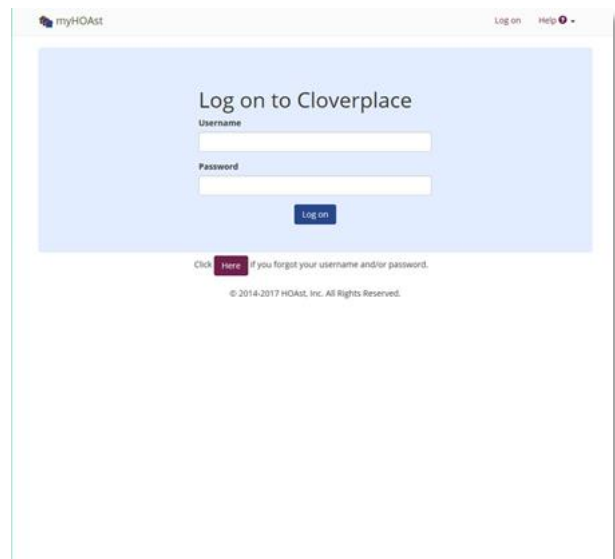 myHOAst
Log on Help
Log on to Cloverplace
Username
Password
Log on
Click Here if you forgot your username and/or password.
© 2014-2017 HOAst, Inc. All Rights Reserved.